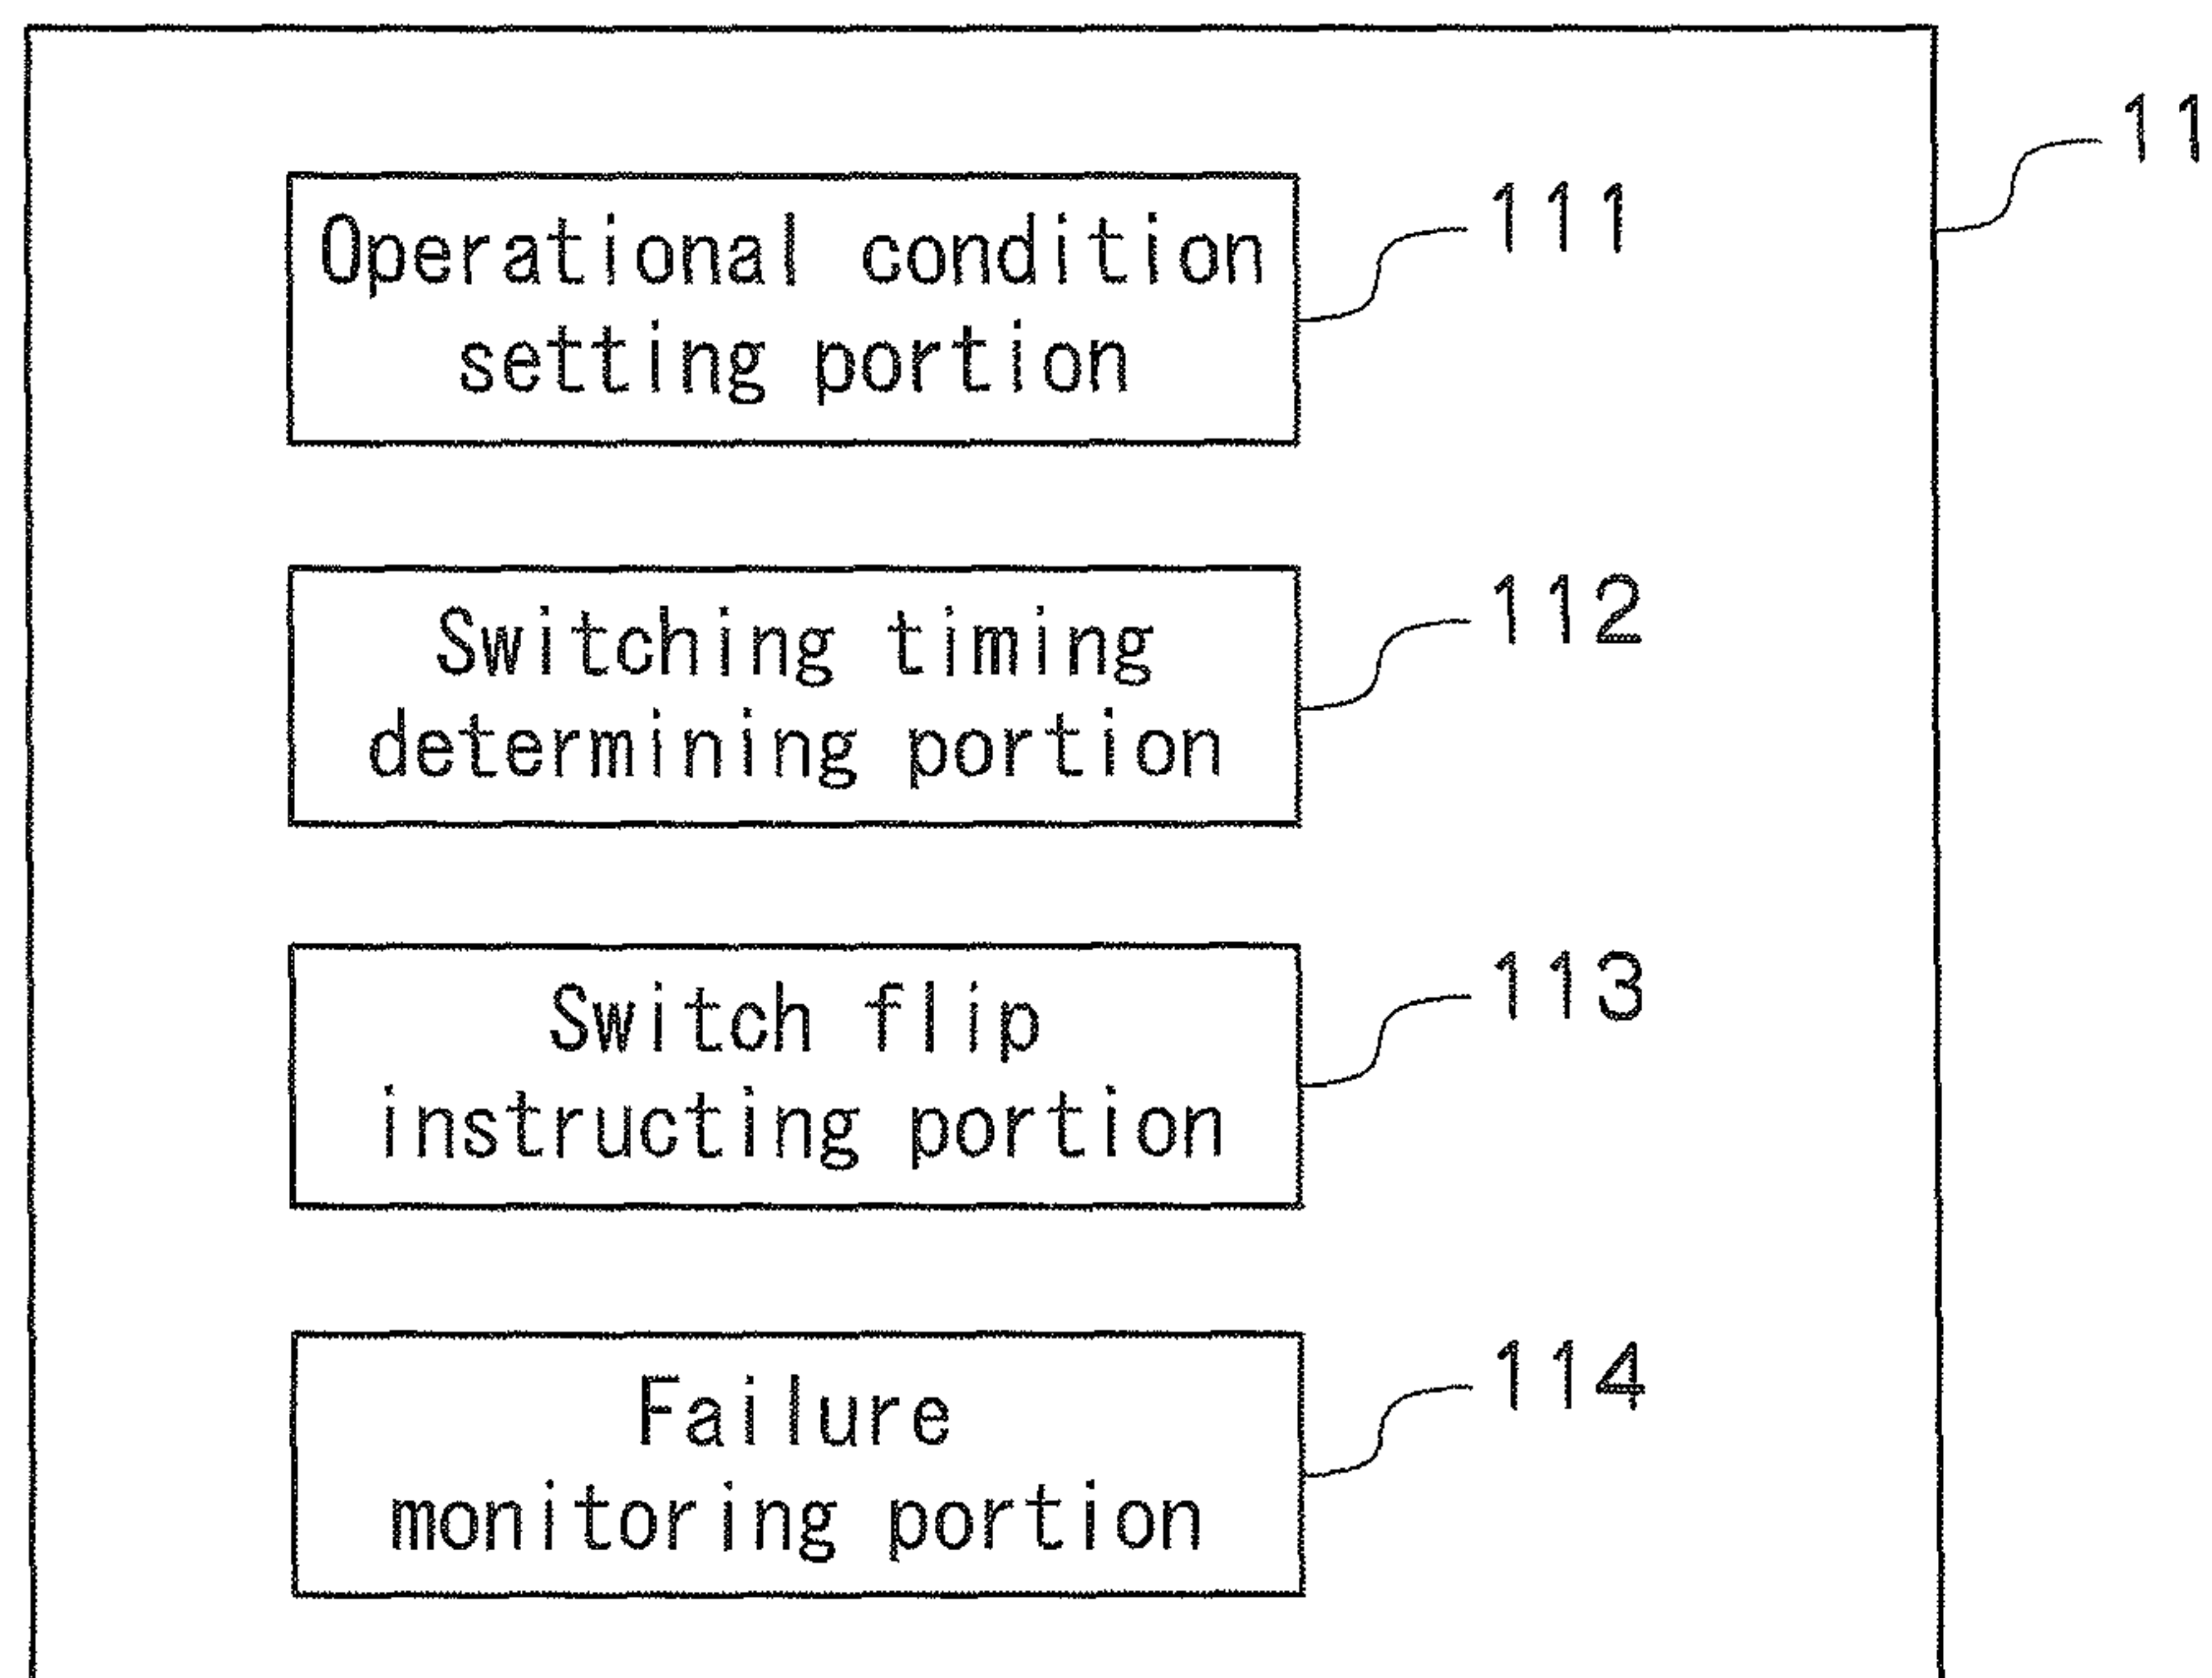 11
Operational condition
setting portion
111
Switching timing
determining portion
112
Switch flip
instructing portion
113
Failure
monitoring portion
114